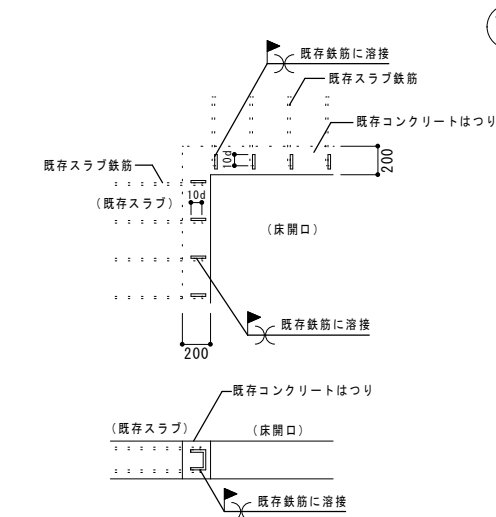 既存鉄筋に溶接
既存スラブ鉄筋
既存コンクリートはつり
200
10d
既存スラブ鉄筋
10d
(既存スラブ)
(床開口)
既存鉄筋に溶接
200
既存コンクリートはつり
(既存スラブ)
(床開口)
既存鉄筋に溶接